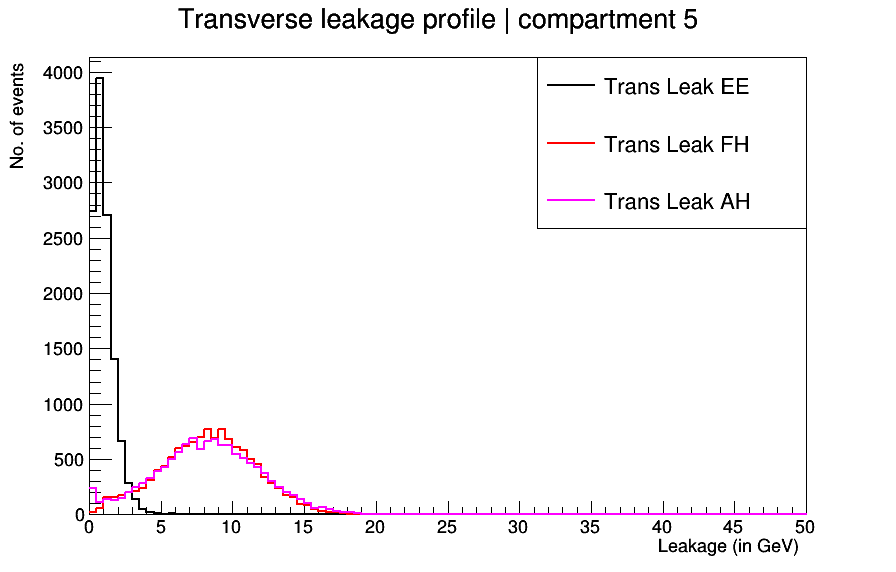 Transverse leakage profile | compartment 5
No. of events
4000
3500
3000
2500
2000
1500
1000
500
0
Trans Leak EE
Trans Leak FH
Trans Leak AH
0 5 10 15 20 25 30 35 40 45 50
Leakage (in GeV)